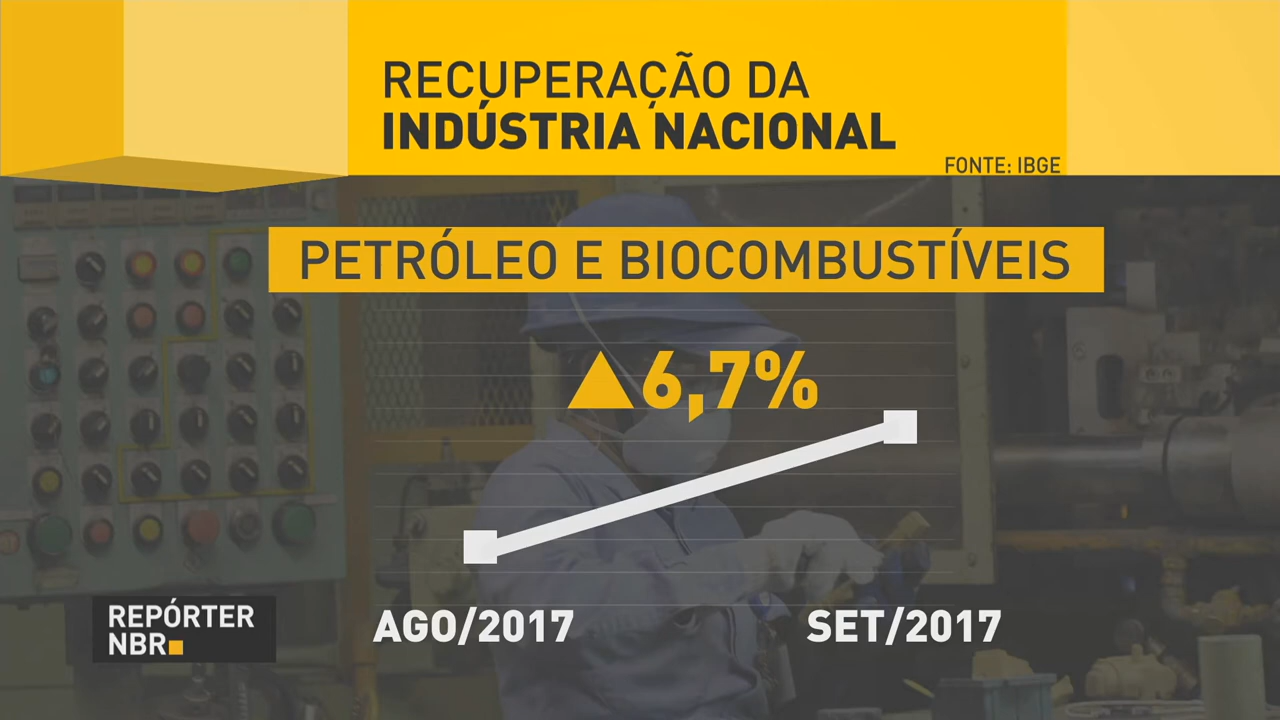 RECUPERAÇÃO DA
INDÚSTRIA NACIONAL
FONTE: IBGE
PETRÓLEO E BIOCOMBUSTÍVEIS
▲6,7%
AGO/2017
SET/2017
REPÓRTER
NBR